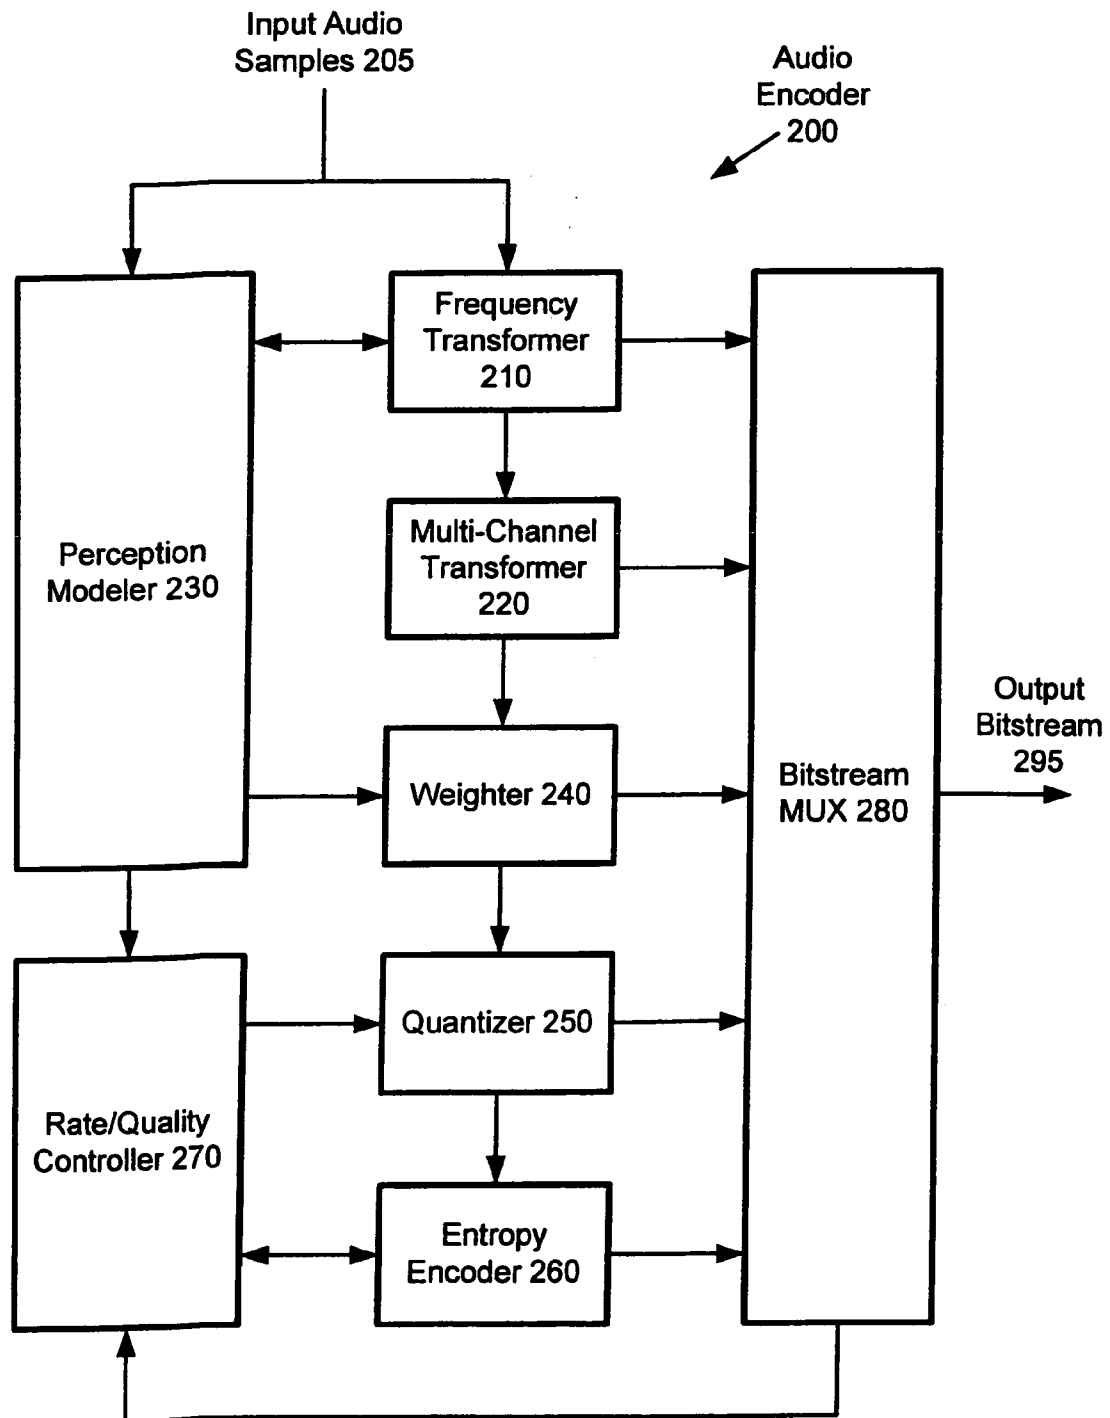 Input Audio
Samples 205
Audio
Encoder
200
Frequency
Transformer
210
Multi-Channel
Transformer
220
Perception
Modeler 230
Output
Bitstream
295
Weighter 240
Bitstream
MUX 280
Quantizer 250
Rate/Quality
Controller 270
Entropy
Encoder 260